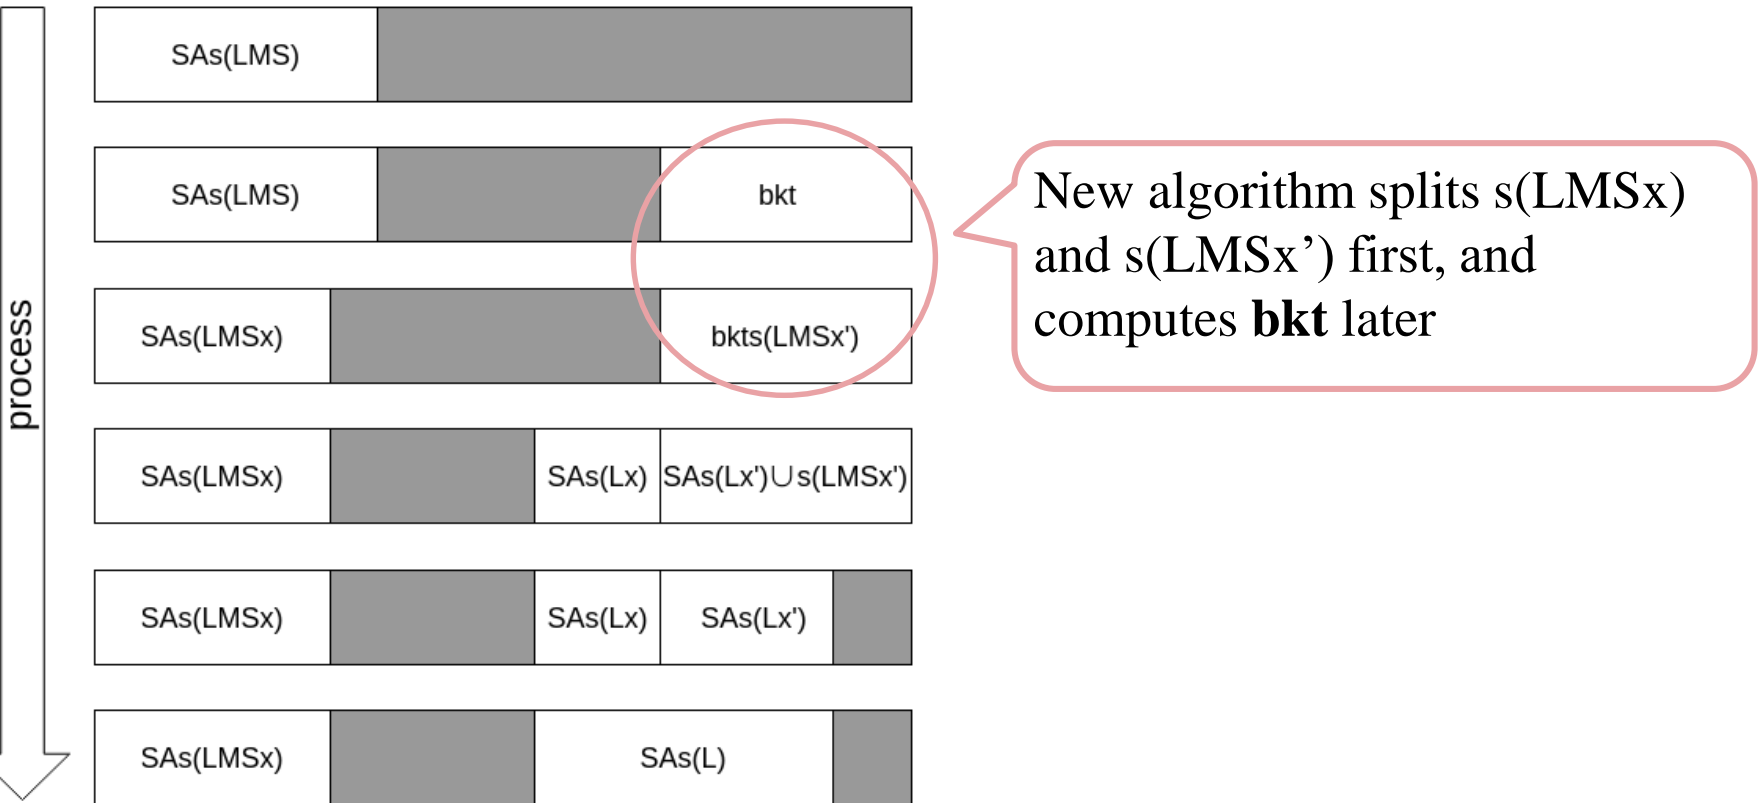 SAs(LMS)
SAs(LMS) bkt
New algorithm splits s(LMSx)
and s(LMSx’) first, and
computes bkt later
process
SAs(LMSx) bkts(LMSx')
SAs(LMSx) SAs(Lx) SAs(Lx')∪s(LMSx')
SAs(LMSx) SAs(Lx) SAs(Lx')
SAs(LMSx) SAs(L)